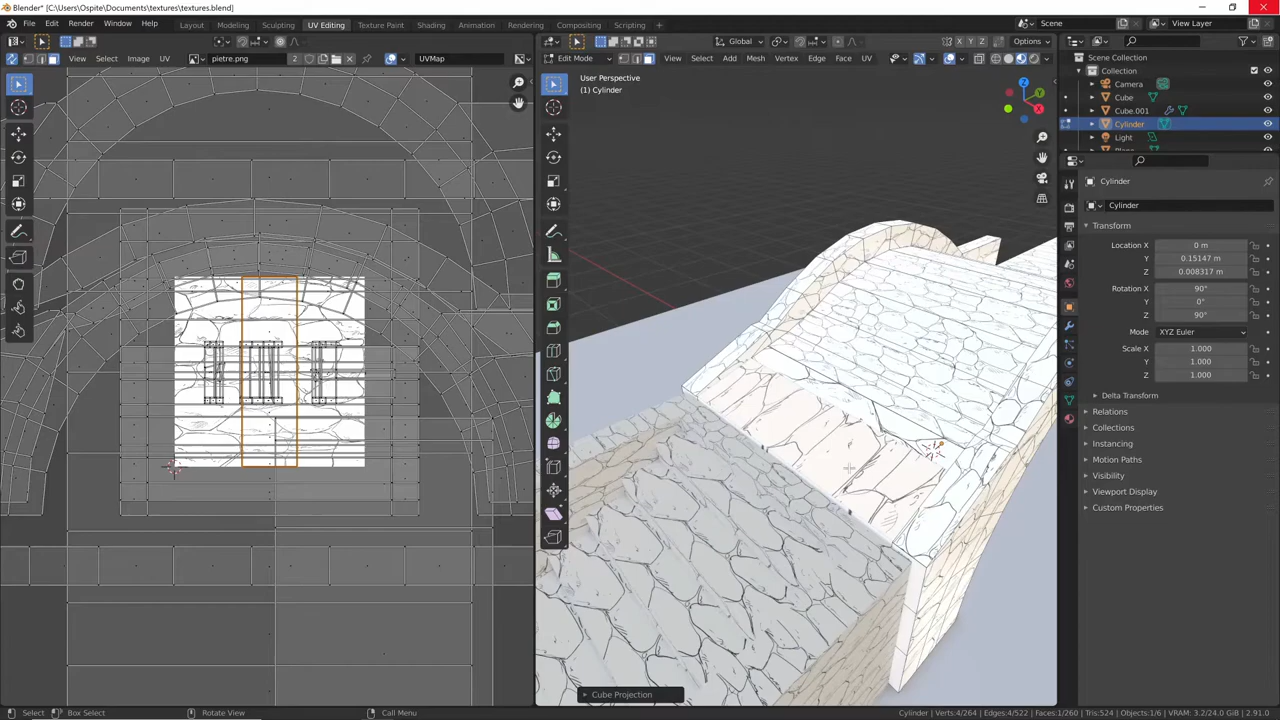 Blender* [C:\Users\Ospite\Documents\textures\textures.blend]
File Edit Render Window Help Layout Modeling Sculpting UV Editing Texture Paint Shading Animation Rendering Compositing Scripting + Scene View Layer
View Select Image UV pietre.png 2 UVMap
Global X Y Z Options
Edit Mode View Select Add Mesh Vertex Edge Face UV
User Perspective
(1) Cylinder
Z
Y
X
Scene Collection
Collection
Camera
Cube
Cube.001
Cylinder
Light
Cylinder
Cylinder
Transform
Location X 0 m
Y 0.15147 m
Z 0.008317 m
Rotation X 90°
Y 0°
Z 90°
Mode XYZ Euler
Scale X 1.000
Y 1.000
Z 1.000
Delta Transform
Relations
Collections
Instancing
Motion Paths
Visibility
Viewport Display
Custom Properties
Cube Projection
Select Box Select Rotate View Call Menu Cylinder | Verts:4/264 | Edges:4/522 | Faces:1/260 | Tris:524 | Objects:1/6 | VRAM: 3.2/24.0 GiB | 2.91.0